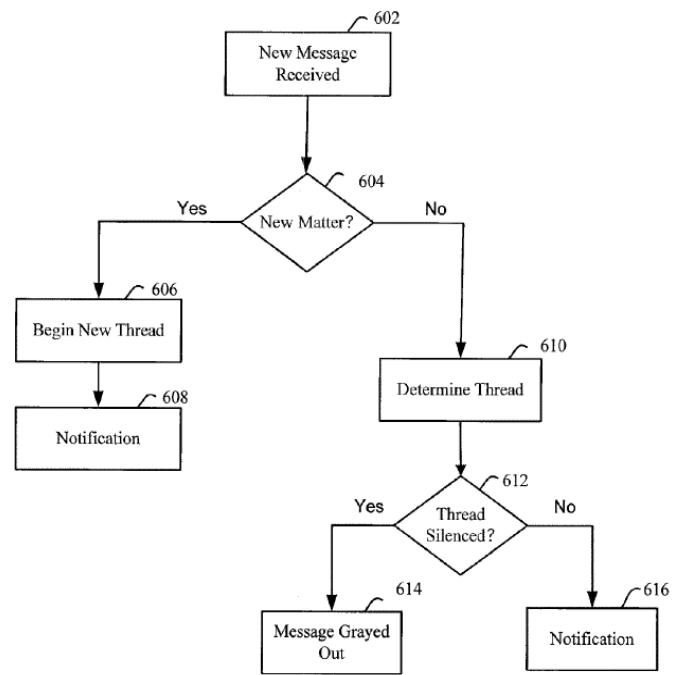 602
New Message
Received
604
New Matter?
Yes
No
606
Begin New Thread
608
Notification
610
Determine Thread
612
Thread
Silenced?
Yes
No
614
Message Grayed
Out
616
Notification